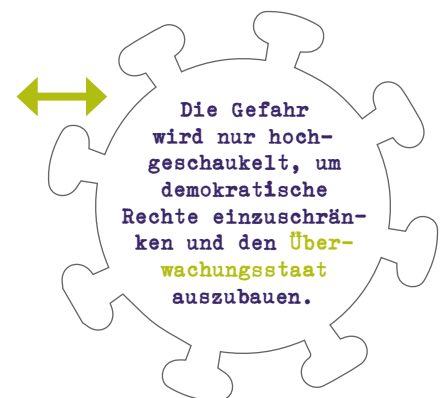 Die Gefahr
wird nur hoch-
geschaukelt, um
demokratische
Rechte einzuschrän-
ken und den Über-
wachungsstaat
auszubauen.